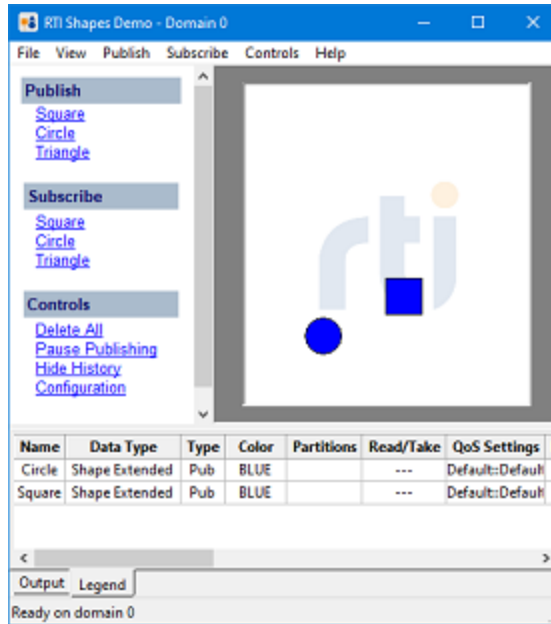 RTI Shapes Demo - Domain 0
File View Publish Subscribe Controls Help
Publish
Square
Circle
Triangle
Subscribe
Square
Circle
Triangle
Controls
Delete All
Pause Publishing
Hide History
Configuration
rti
Name Data Type Type Color Partitions Read/Take QoS Settings
Circle Shape Extended Pub BLUE --- Default::Default
Square Shape Extended Pub BLUE --- Default::Default
Output Legend
Ready on domain 0